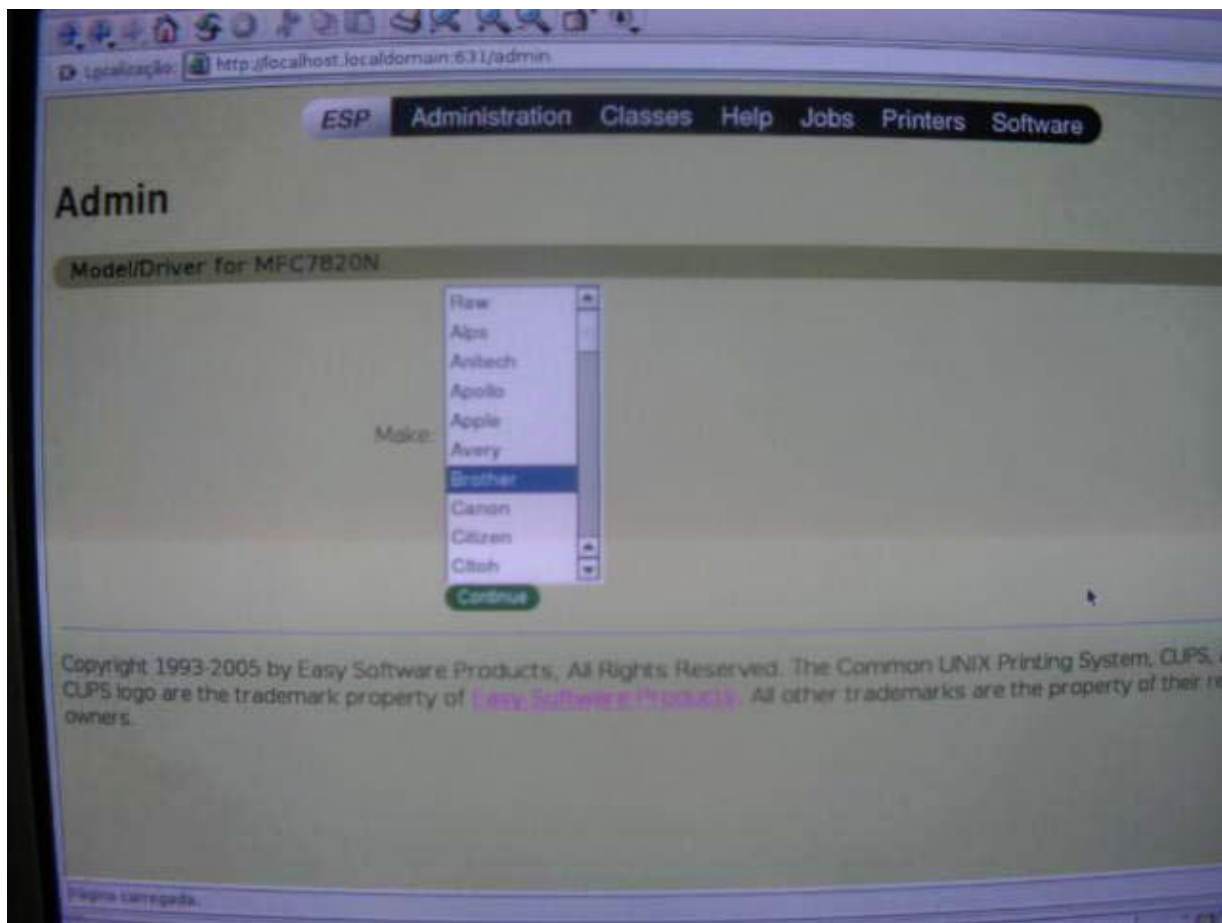 Localização: http://localhost.localdomain:631/admin
ESP Administration Classes Help Jobs Printers Software
Admin
Model/Driver for MFC7820N
Raw
Alps
Anitech
Apollo
Make: Apple
Avery
Brother
Canon
Citizen
CItoh
Continue
Copyright 1993-2005 by Easy Software Products, All Rights Reserved. The Common UNIX Printing System, CUPS,
CUPS logo are the trademark property of Easy Software Products. All other trademarks are the property of their re
owners.
Página carregada.